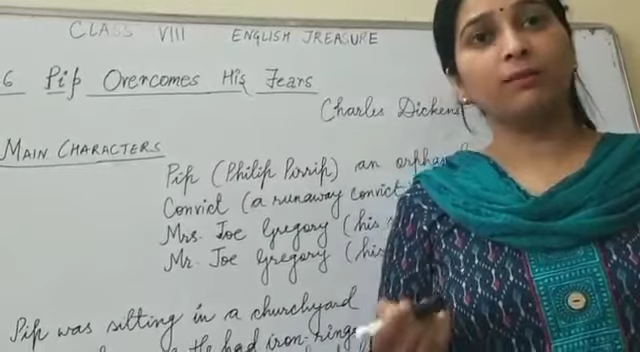 CLASS VIII ENGLISH TREASURE
6 Pip Overcomes His Fears
Charles Dickens
MAIN CHARACTERS
Pip (Philip Pirrip) an orphan
Convict (a runaway convict
Mrs. Joe Gregory (his
Mr. Joe Gregory (his
Pip was sitting in a churchyard
He had iron-rings